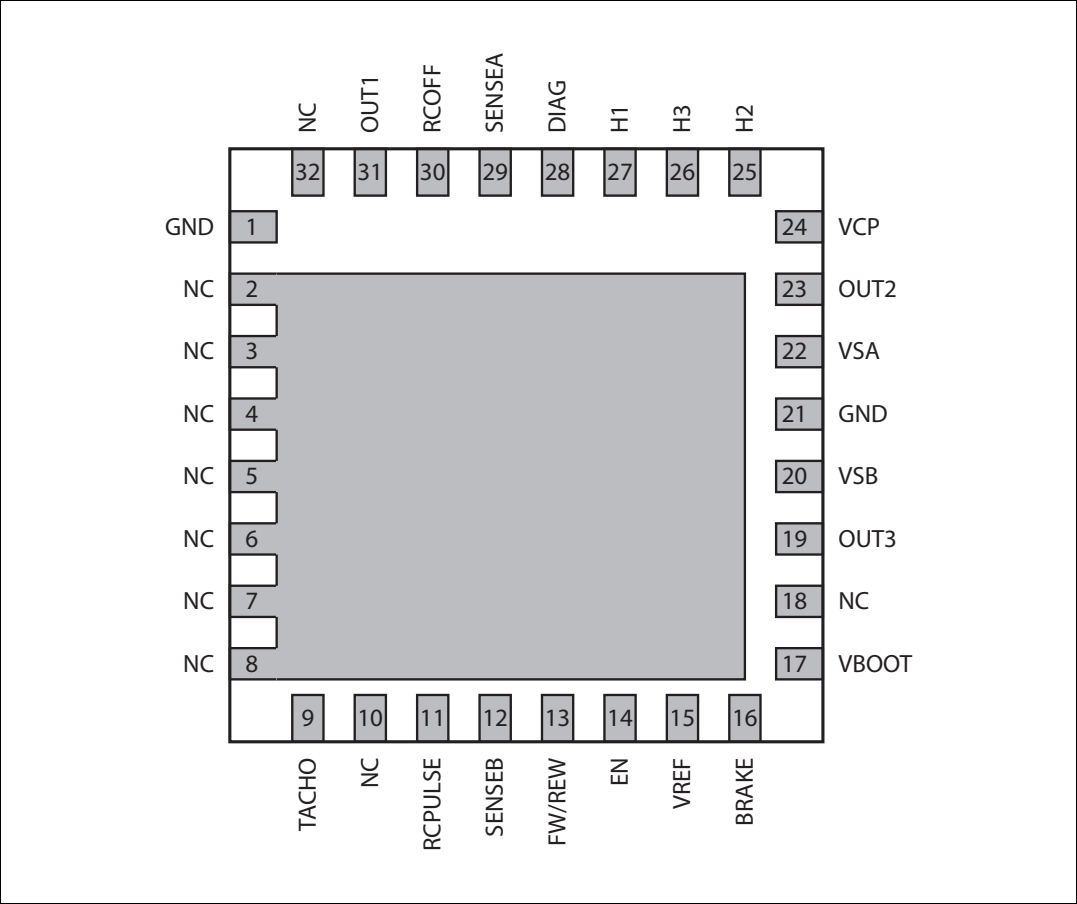 NC OUT1 RCOFF SENSEA DIAG H1 H3 H2
32 31 30 29 28 27 26 25
GND 1 24 VCP
NC 2 23 OUT2
NC 3 22 VSA
NC 4 21 GND
NC 5 20 VSB
NC 6 19 OUT3
NC 7 18 NC
NC 8 17 VBOOT
9 10 11 12 13 14 15 16
TACHO NC RCPULSE SENSEB FW/REW EN VREF BRAKE